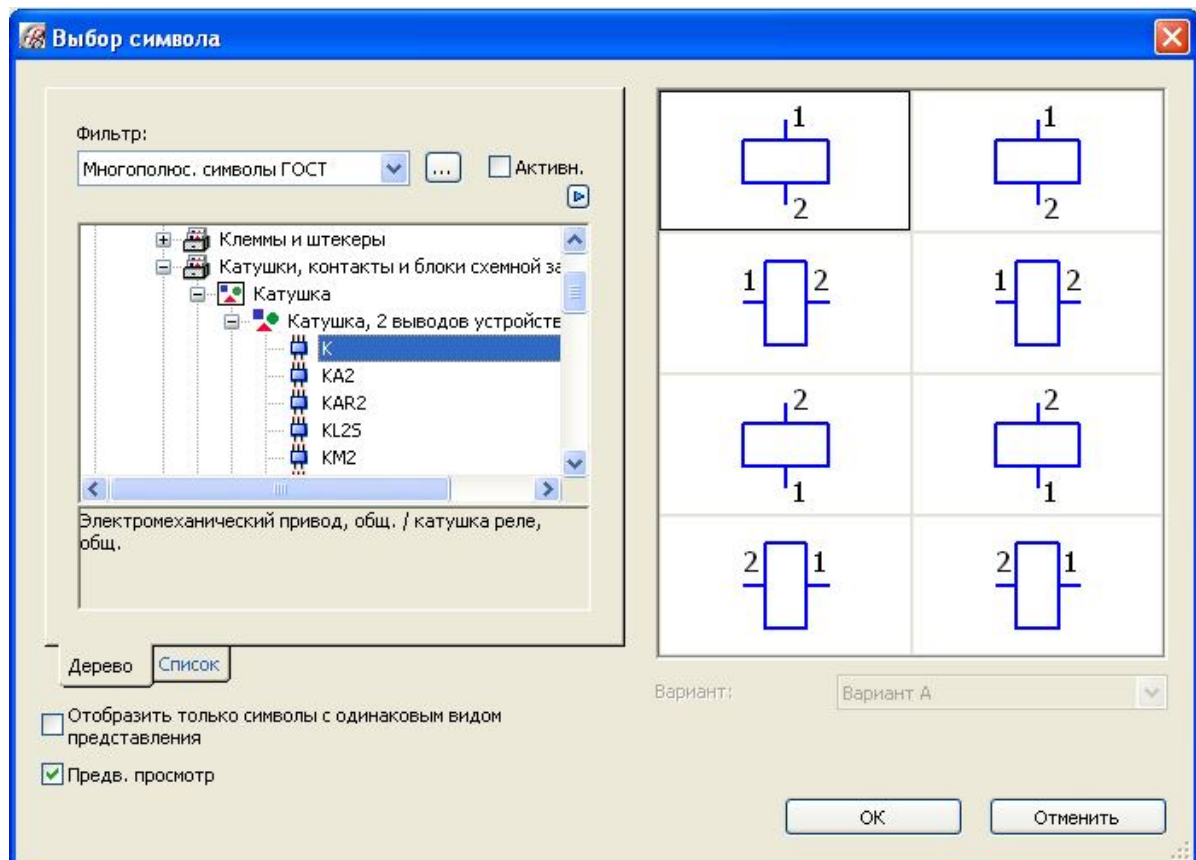 Выбор символа
Фильтр:
Многополюс. символы ГОСТ
...
Активн.
Клеммы и штекеры
Катушки, контакты и блоки схемной за
Катушка
Катушка, 2 выводов устройств
K
KA2
KAR2
KL2S
KM2
Электромеханический привод, общ. / катушка реле,
общ.
Дерево
Список
Отобразить только символы с одинаковым видом
представления
Предв. просмотр
1 1
2 2
1 2 1 2
2 2
1 1
2 1 2 1
Вариант:
Вариант A
OK
Отменить